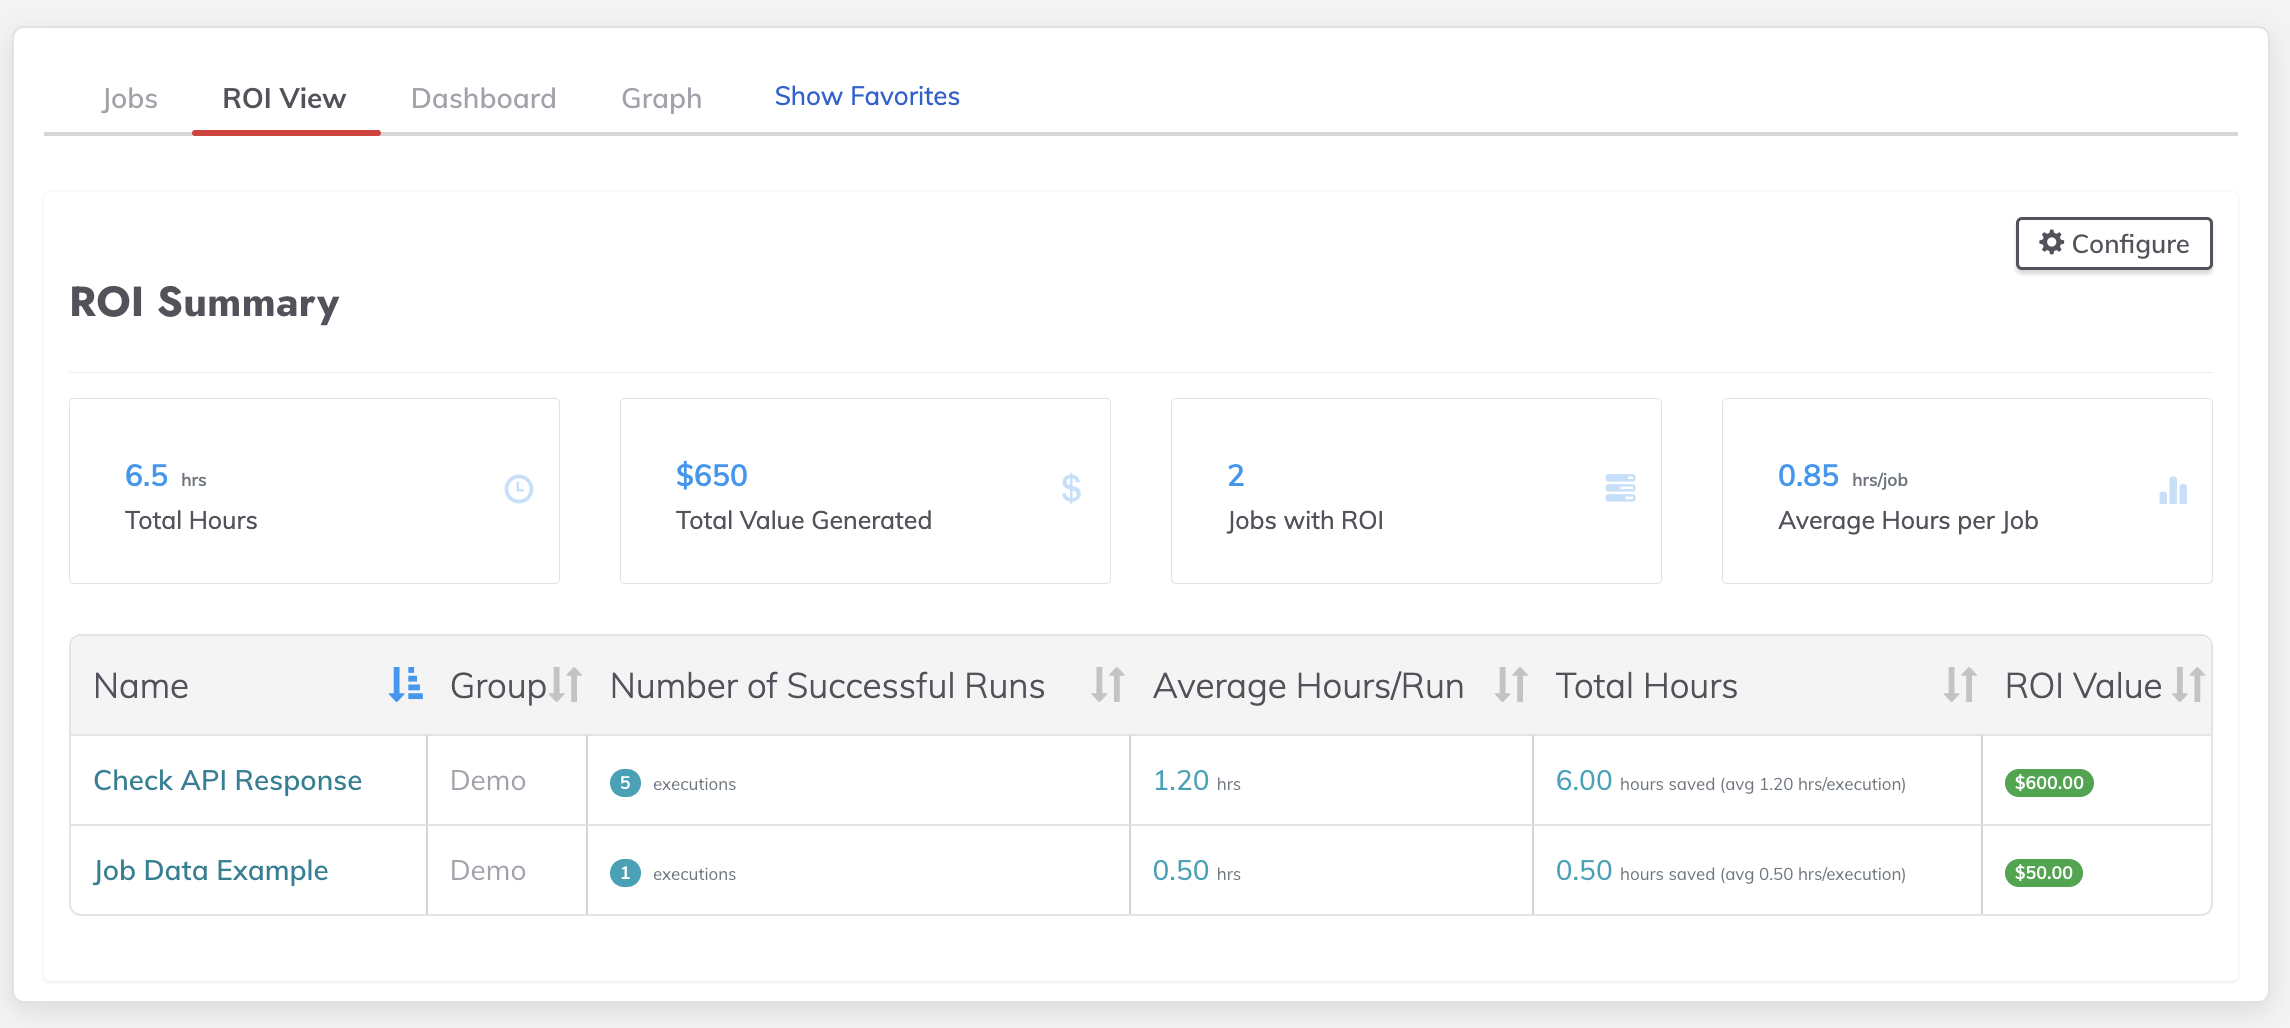 Jobs ROI View Dashboard Graph Show Favorites
Configure
ROI Summary
6.5 hrs
Total Hours
$650
$
Total Value Generated
2
Jobs with ROI
0.85 hrs/job
Average Hours per Job
Name Group Number of Successful Runs Average Hours/Run Total Hours ROI Value
Check API Response Demo 5 executions 1.20 hrs 6.00 hours saved (avg 1.20 hrs/execution) $600.00
Job Data Example Demo 1 executions 0.50 hrs 0.50 hours saved (avg 0.50 hrs/execution) $50.00